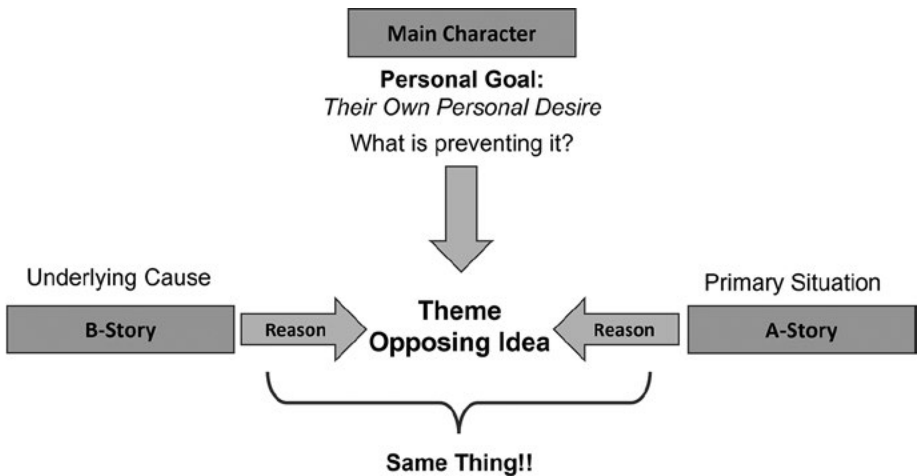 Main Character
Personal Goal:
Their Own Personal Desire
What is preventing it?
Underlying Cause
Primary Situation
B-Story
Reason
Theme
Opposing Idea
Reason
A-Story
Same Thing!!